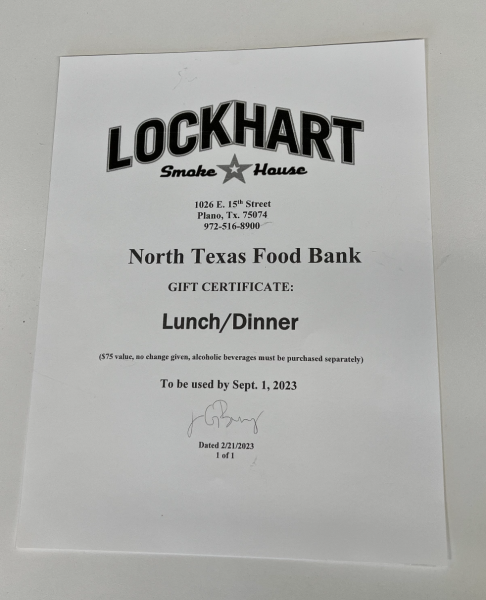 LOCKHART
Smoke House
1026 E. 15th Street
Plano, Tx. 75074
972-516-8900
North Texas Food Bank
GIFT CERTIFICATE:
Lunch/Dinner
($75 value, no change given, alcoholic beverages must be purchased separately)
To be used by Sept. 1, 2023
Dated 2/21/2023
1 of 1